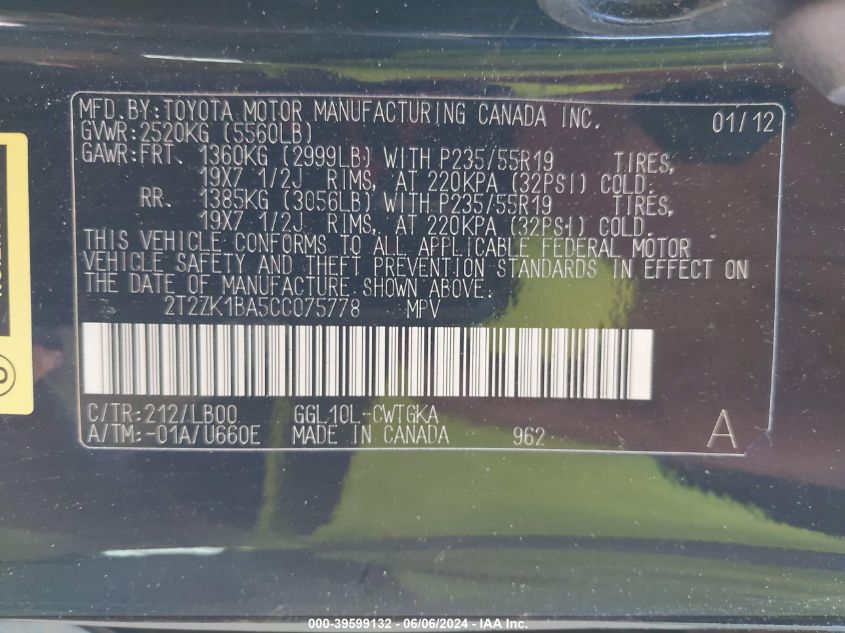 MFD.BY:TOYOTA MOTOR MANUFACTURING CANADA INC. 01/12
GVWR:2520KG (5560LB)
GAWR:FRT. 1360KG (2999LB) WITH P235/55R19 TIRES,
19X7 1/2J RIMS, AT 220KPA (32PSI) COLD.
RR. 1385KG (3056LB) WITH P235/55R19 TIRES,
19X7 1/2J RIMS, AT 220KPA (32PSI) COLD.
THIS VEHICLE CONFORMS TO ALL APPLICABLE FEDERAL MOTOR
VEHICLE SAFETY AND THEFT PREVENTION STANDARDS IN EFFECT ON
THE DATE OF MANUFACTURE SHOWN ABOVE.
2T2ZK1BA5CC075778 MPV
C/TR:212/LB00 GGL10L-CWTGKA
A/TM:-01A/U660E MADE IN CANADA 962 A
000-39599132 - 06/06/2024 - IAA Inc.